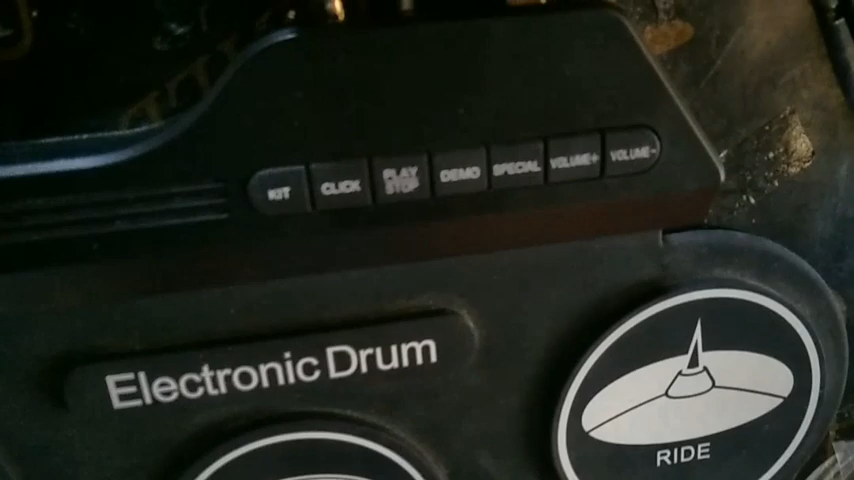 KIT
CLICK
PLAY
STOP
DEMO
SPECIAL
VOLUME+
VOLUME-
Electronic Drum
RIDE